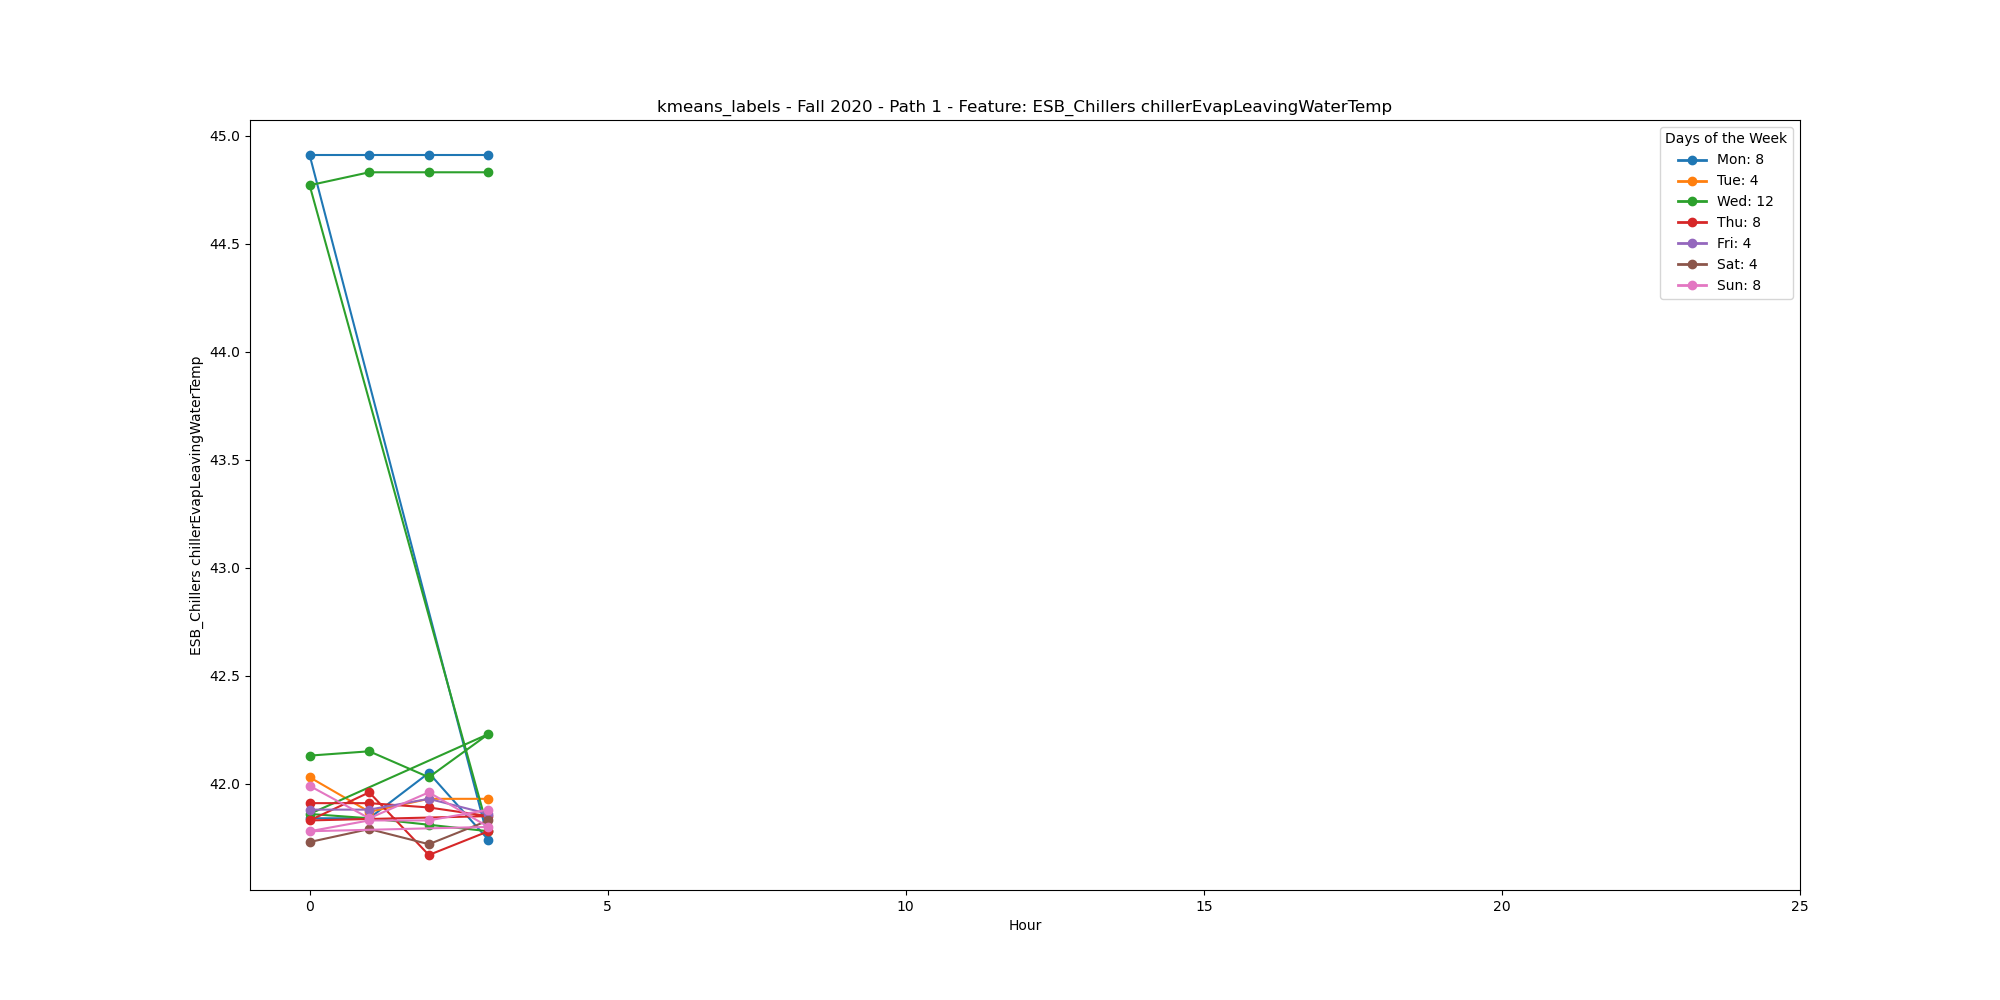 kmeans_labels - Fall 2020 - Path 1 - Feature: ESB_Chillers chillerEvapLeavingWaterTemp
45.0
44.5
44.0
43.5
43.0
42.5
42.0
ESB_Chillers chillerEvapLeavingWaterTemp
Days of the Week
Mon: 8
Tue: 4
Wed: 12
Thu: 8
Fri: 4
Sat: 4
Sun: 8
0
5
10
15
20
25
Hour